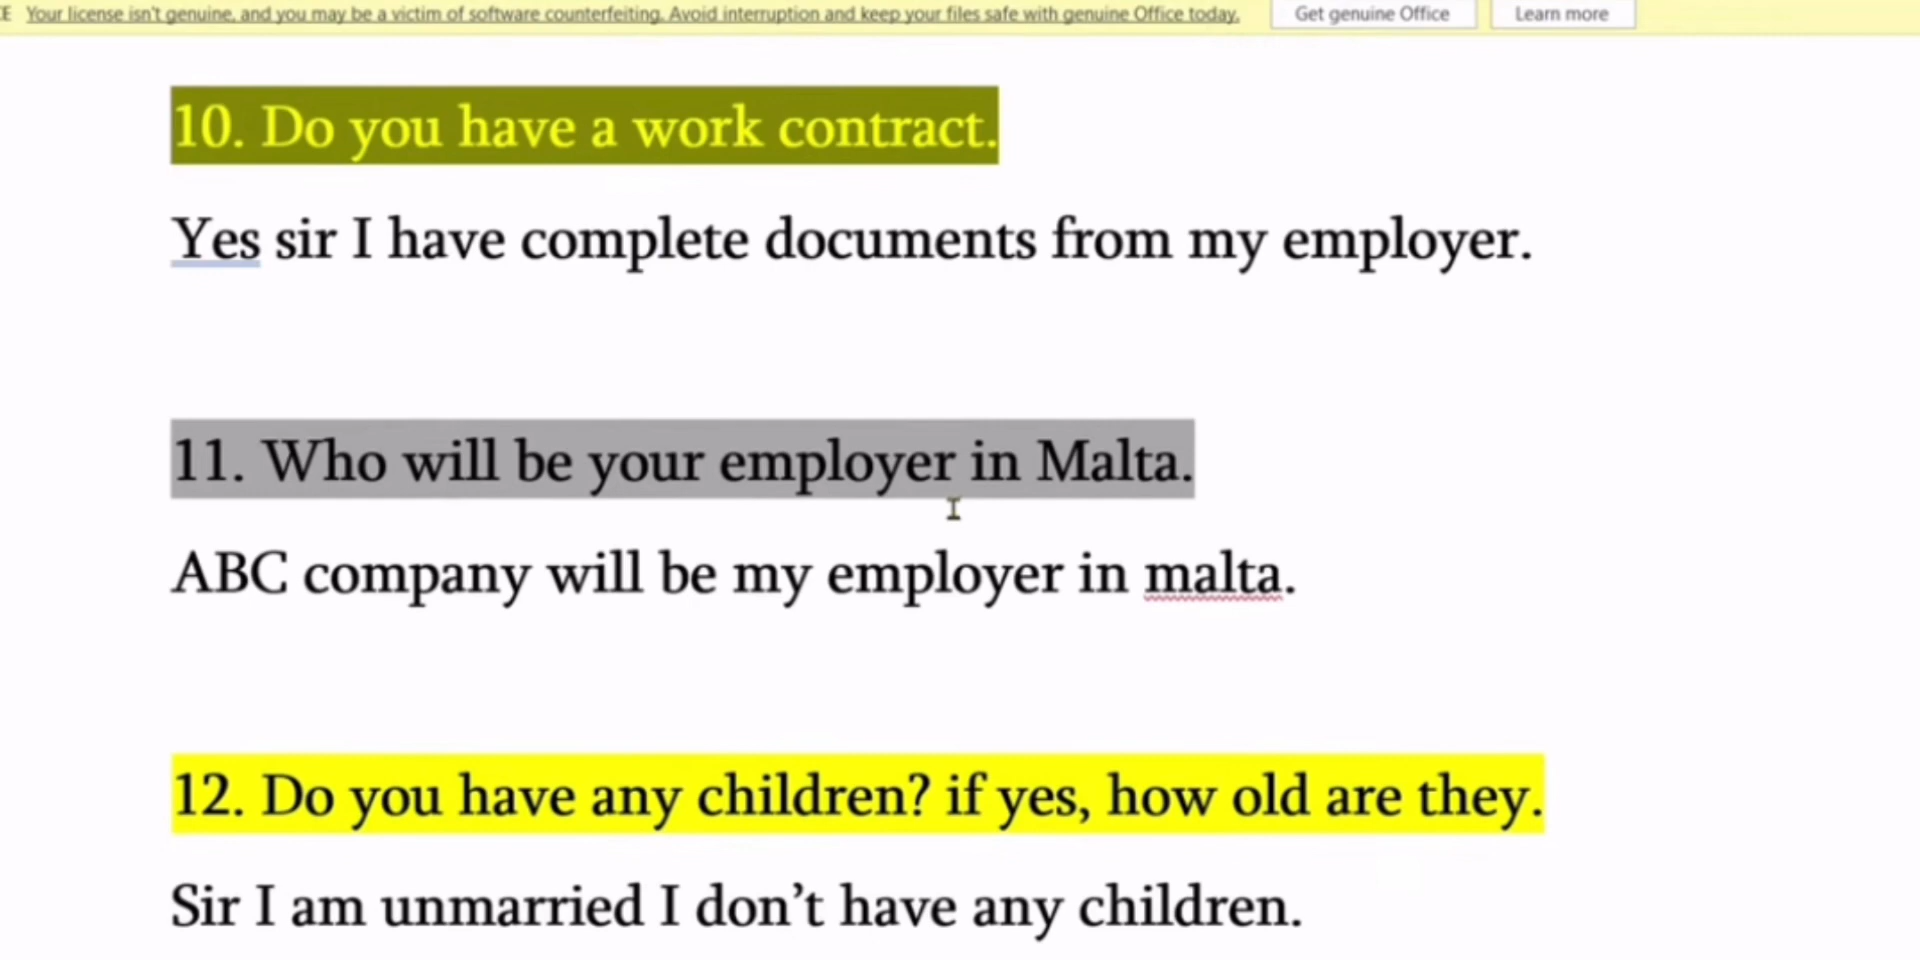 Your license isn't genuine, and you may be a victim of software counterfeiting. Avoid interruption and keep your files safe with genuine Office today. Get genuine Office Learn more
10. Do you have a work contract.
Yes sir I have complete documents from my employer.
11. Who will be your employer in Malta.
ABC company will be my employer in malta.
12. Do you have any children? if yes, how old are they.
Sir I am unmarried I don't have any children.